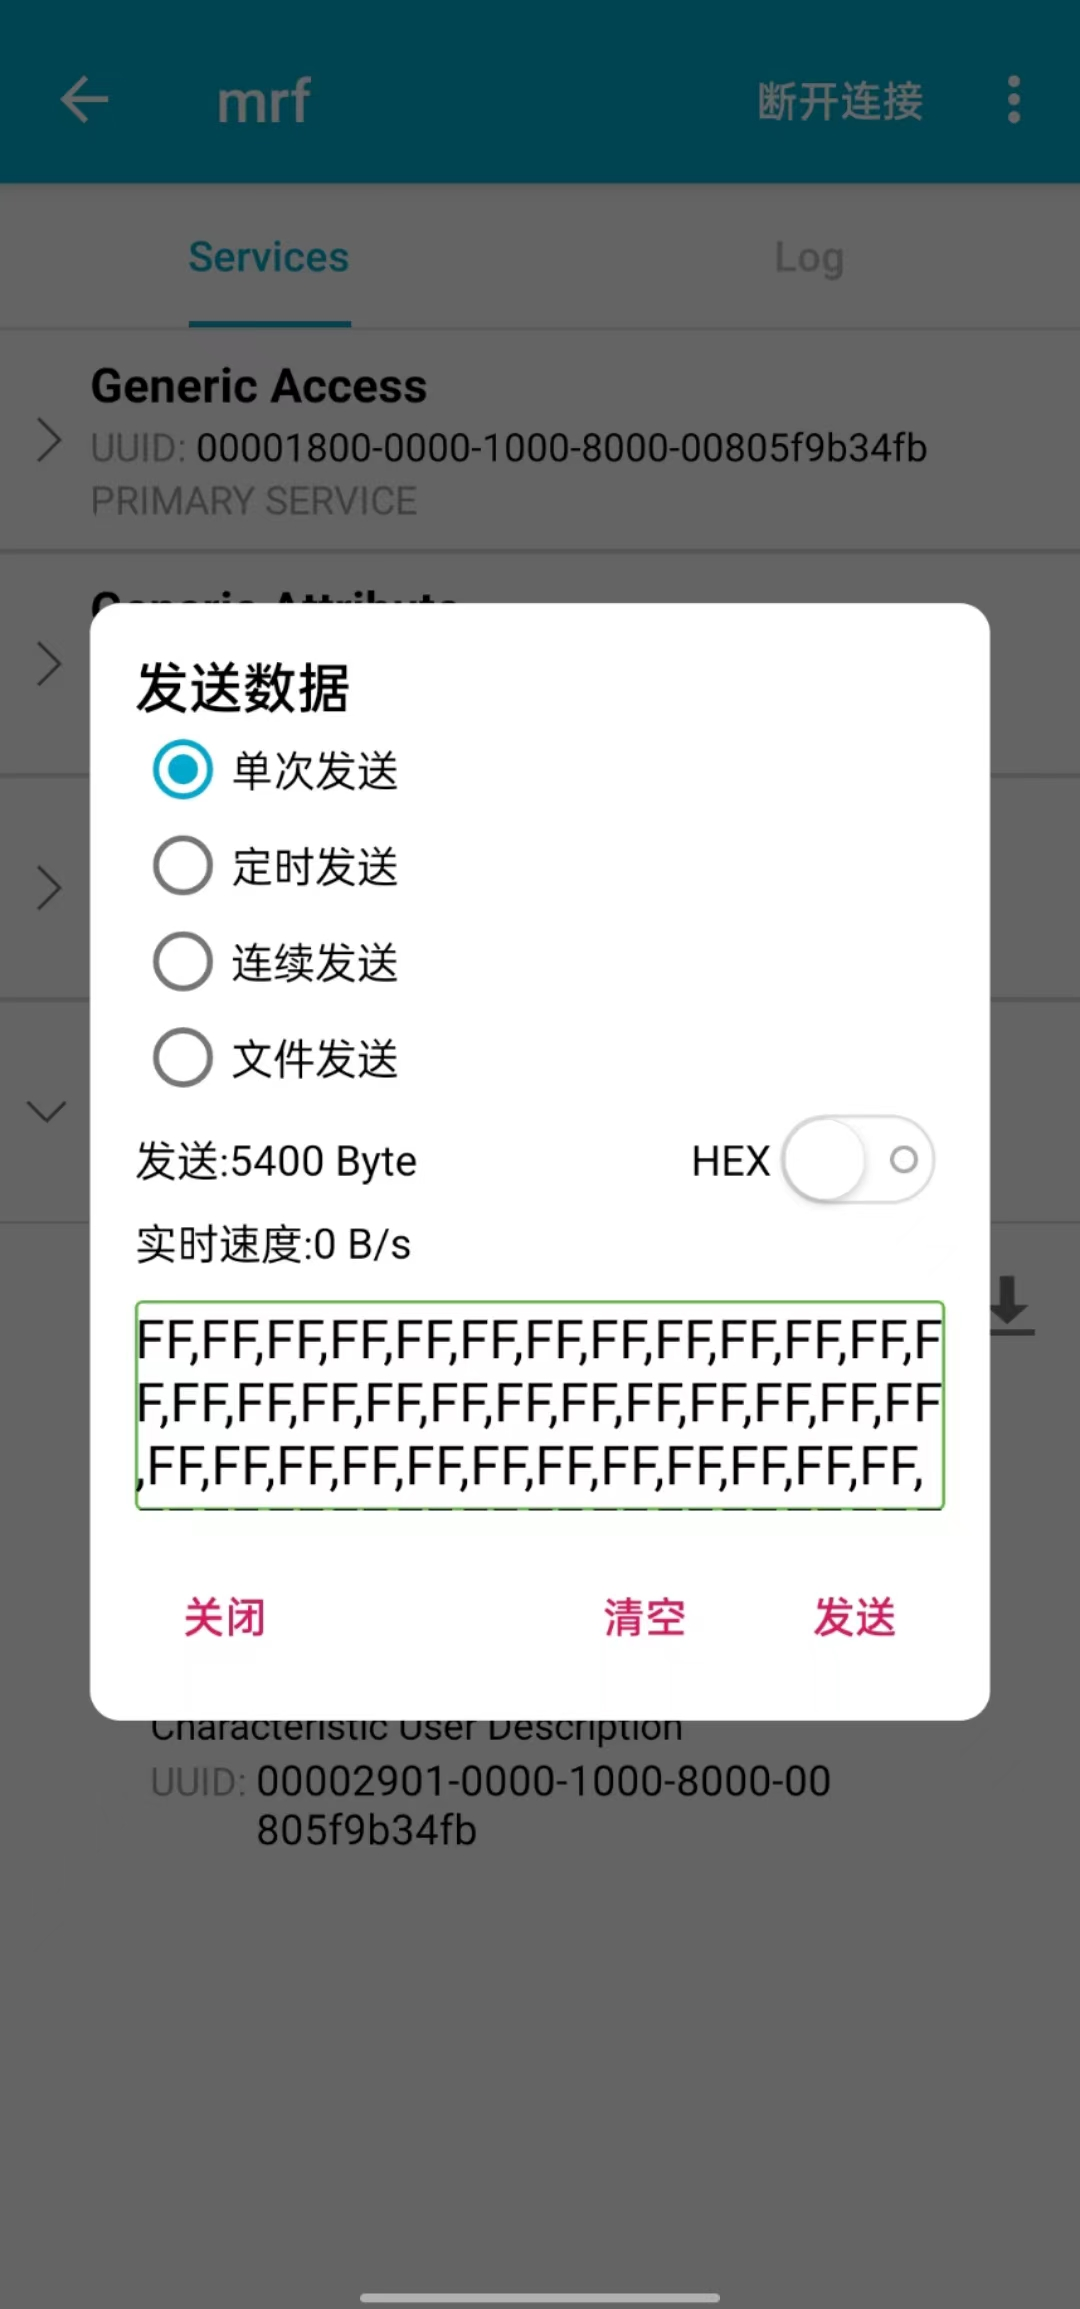 mrf
断开连接
Services
Log
Generic Access
UUID: 00001800-0000-1000-8000-00805f9b34fb
PRIMARY SERVICE
Generic Attribute
发送数据
单次发送
定时发送
连续发送
文件发送
发送:5400 Byte
HEX
实时速度:0 B/s
FF,FF,FF,FF,FF,FF,FF,FF,FF,FF,FF,FF,F
F,FF,FF,FF,FF,FF,FF,FF,FF,FF,FF,FF,FF
,FF,FF,FF,FF,FF,FF,FF,FF,FF,FF,FF,FF,
关闭
清空
发送
Characteristic User Description
UUID: 00002901-0000-1000-8000-00
805f9b34fb